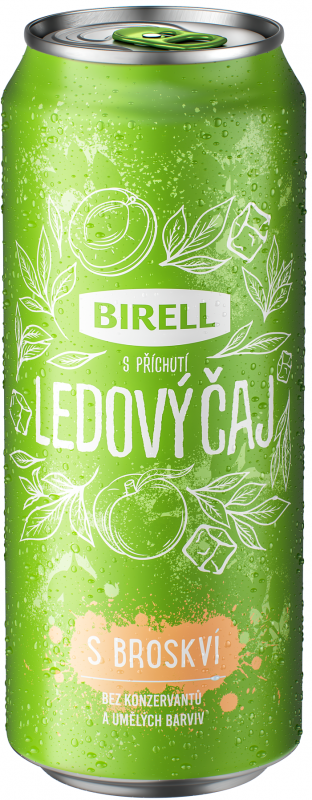 BIRELL
S PŘÍCHUTÍ
LEDOVÝ ČAJ
S BROSKVÍ
BEZ KONZERVANTŮ
A UMĚLÝCH BARVIV